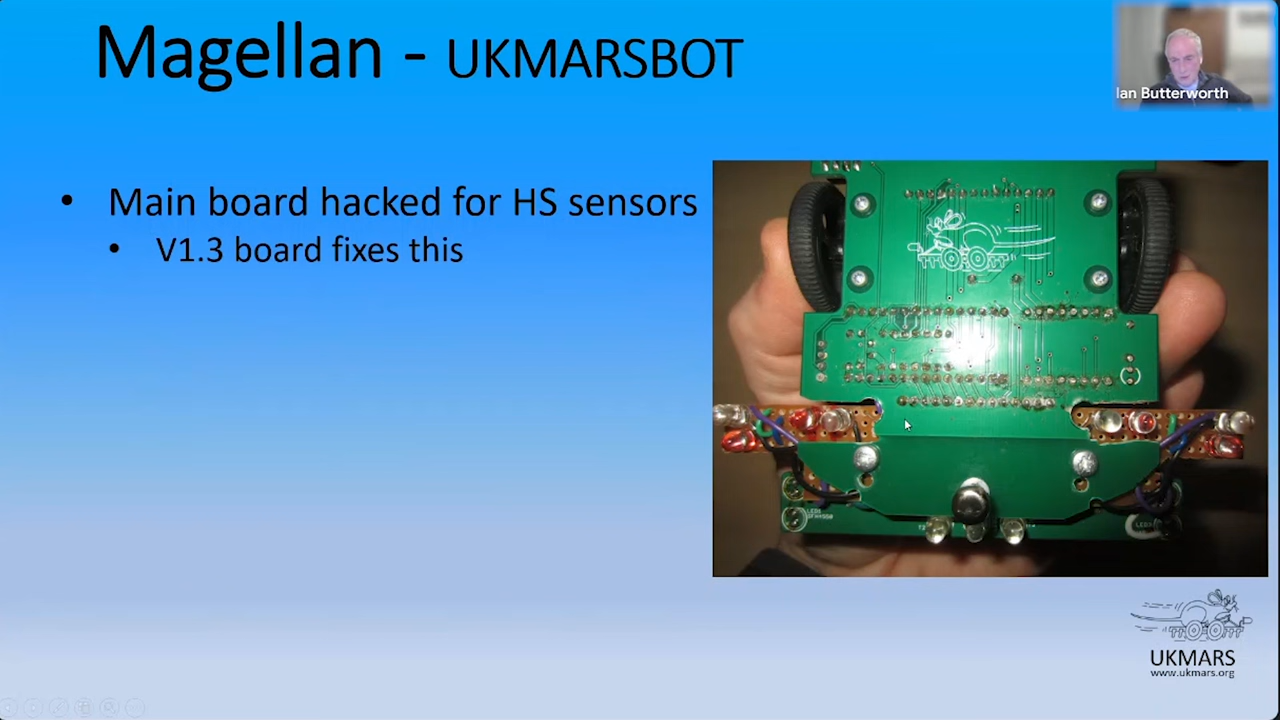 Magellan - UKMARSBOT
Ian Butterworth
• Main board hacked for HS sensors
• V1.3 board fixes this
UKMARS
www.ukmars.org